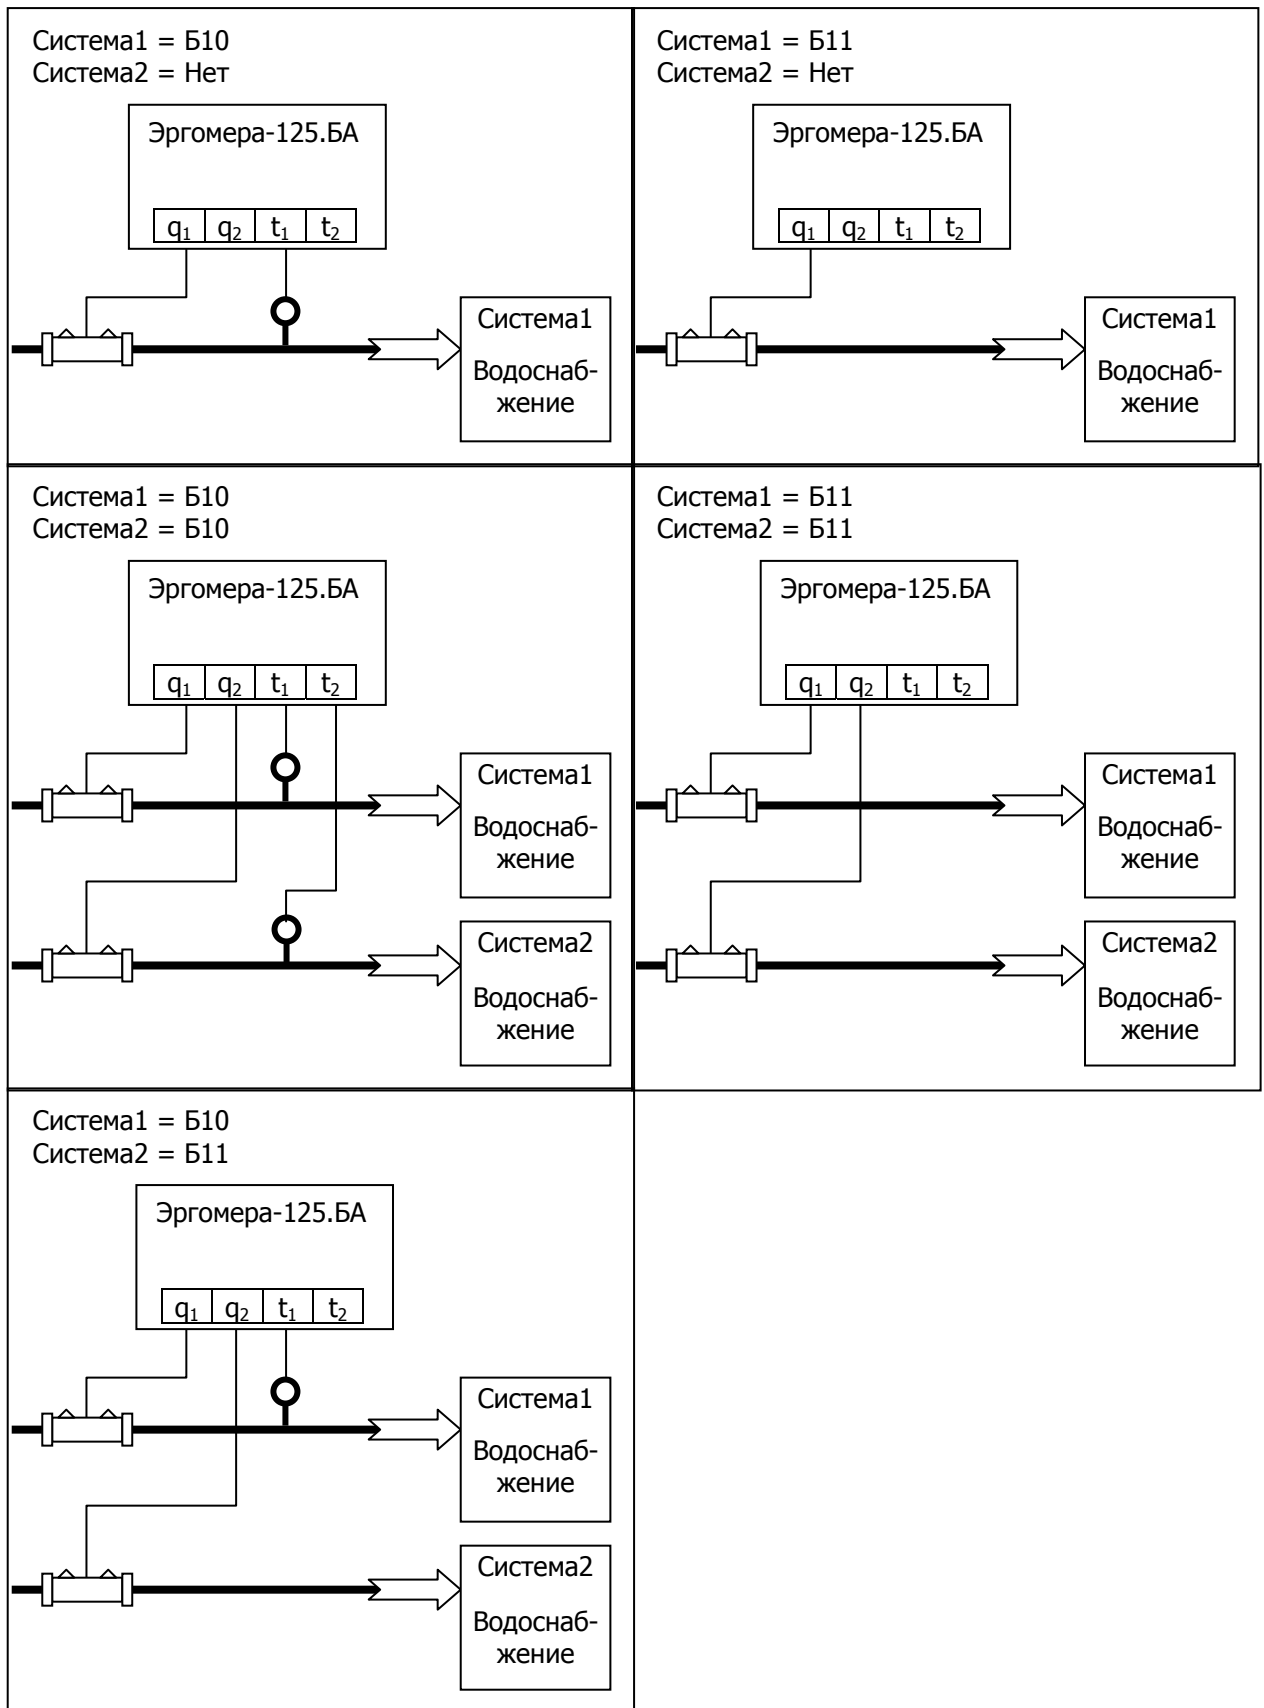 Система1 = Б10
Система2 = Нет
Эргомера-125.БА
q₁ q₂ t₁ t₂
Система1
Водоснаб-
жение
Система1 = Б11
Система2 = Нет
Эргомера-125.БА
q₁ q₂ t₁ t₂
Система1
Водоснаб-
жение
Система1 = Б10
Система2 = Б10
Эргомера-125.БА
q₁ q₂ t₁ t₂
Система1
Водоснаб-
жение
Система2
Водоснаб-
жение
Система1 = Б11
Система2 = Б11
Эргомера-125.БА
q₁ q₂ t₁ t₂
Система1
Водоснаб-
жение
Система2
Водоснаб-
жение
Система1 = Б10
Система2 = Б11
Эргомера-125.БА
q₁ q₂ t₁ t₂
Система1
Водоснаб-
жение
Система2
Водоснаб-
жение